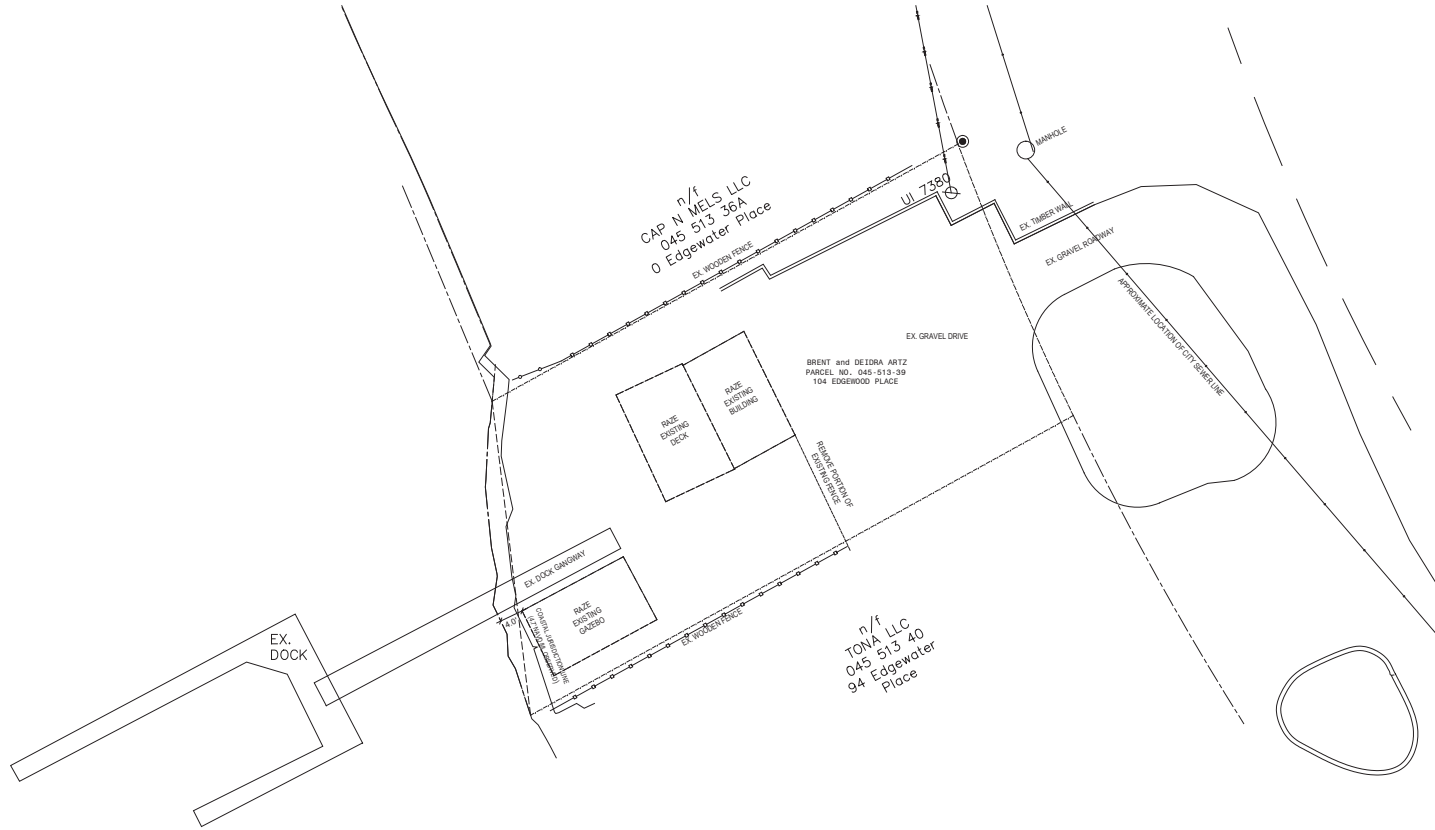 MANHOLE
UI 7380
n/f
CAP N MELS LLC
045 513 36A
0 Edgewater Place
EX. WOODEN FENCE
EX. TIMBER WALL
EX. GRAVEL ROADWAY
APPROXIMATE LOCATION OF CITY SEWER LINE
EX. GRAVEL DRIVE
BRENT and DEIDRA ARTZ
PARCEL NO. 045-513-39
104 EDGEWOOD PLACE
RAZE
EXISTING
BUILDING
RAZE
EXISTING
DECK
REMOVE PORTION OF
EXISTING FENCE
EX. DOCK GANGWAY
RAZE
EXISTING
GAZEBO
4.0'
COASTAL JURISDICTION LINE
EX. WOODEN FENCE
EX.
DOCK
n/f
TONA LLC
045 513 40
94 Edgewater
Place